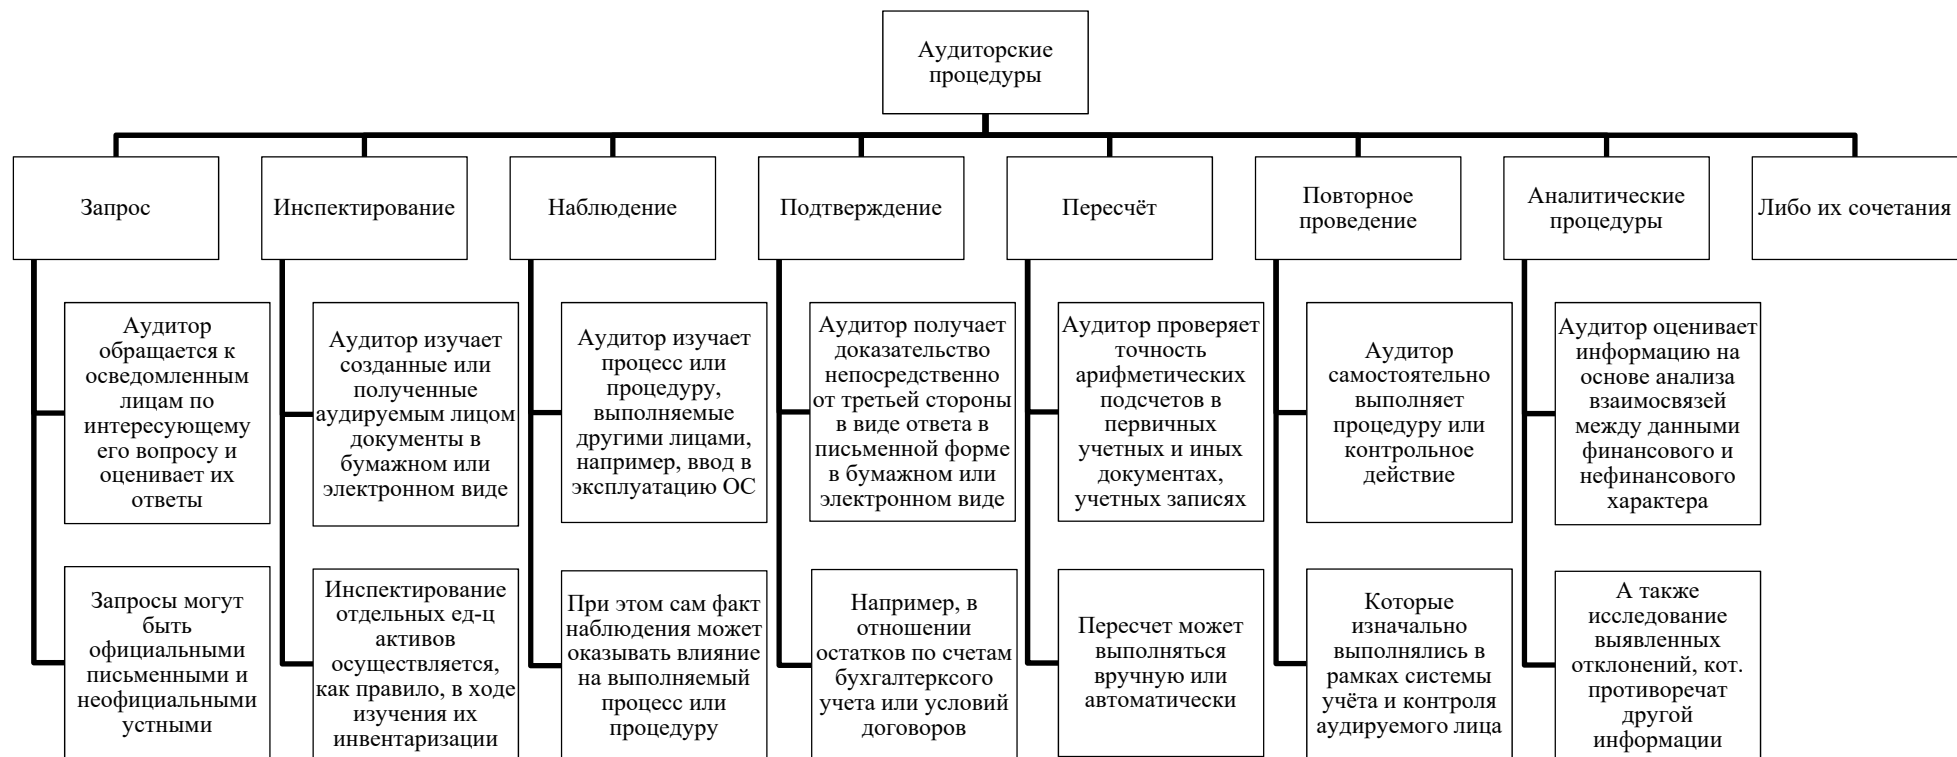 Аудиторские
процедуры
Запрос
Инспектирование
Наблюдение
Подтверждение
Пересчёт
Повторное
проведение
Аналитические
процедуры
Либо их сочетания
Аудитор
обращается к
осведомленным
лицам по
интересующему
его вопросу и
оценивает их
ответы
Аудитор изучает
созданные или
полученные
аудируемым лицом
документы в
бумажном или
электронном виде
Аудитор изучает
процесс или
процедуру,
выполняемые
другими лицами,
например, ввод в
эксплуатацию ОС
Аудитор получает
доказательство
непосредственно
от третьей стороны
в виде ответа в
письменной форме
в бумажном или
электронном виде
Аудитор проверяет
точность
арифметических
подсчетов в
первичных
учетных и иных
документах,
учетных записях
Аудитор
самостоятельно
выполняет
процедуру или
контрольное
действие
Аудитор оценивает
информацию на
основе анализа
взаимосвязей
между данными
финансового и
нефинансового
характера
Запросы могут
быть
официальными
письменными и
неофициальными
устными
Инспектирование
отдельных ед-ц
активов
осуществляется,
как правило, в ходе
изучения их
инвентаризации
При этом сам факт
наблюдения может
оказывать влияние
на выполняемый
процесс или
процедуру
Например, в
отношении
остатков по счетам
бухгалтерксого
учета или условий
договоров
Пересчет может
выполняться
вручную или
автоматически
Которые
изначально
выполнялись в
рамках системы
учёта и контроля
аудируемого лица
А также
исследование
выявленных
отклонений, кот.
противоречат
другой
информации